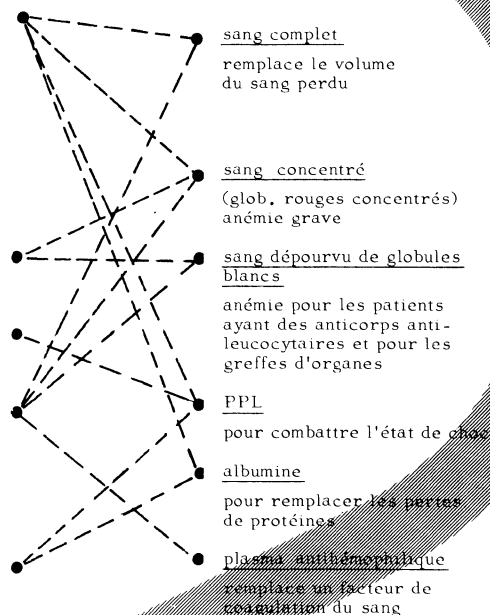 sang complet
remplace le volume
du sang perdu
sang concentré
(glob. rouges concentrés)
anémie grave
sang dépourvu de globules
blancs
anémie pour les patients
ayant des anticorps anti-
leucocytaires et pour les
greffes d'organes
PPL
pour combattre l'état de choc
albumine
pour remplacer les pertes
de protéines
plasma antihémophilique
remplace un facteur de
coagulation du sang